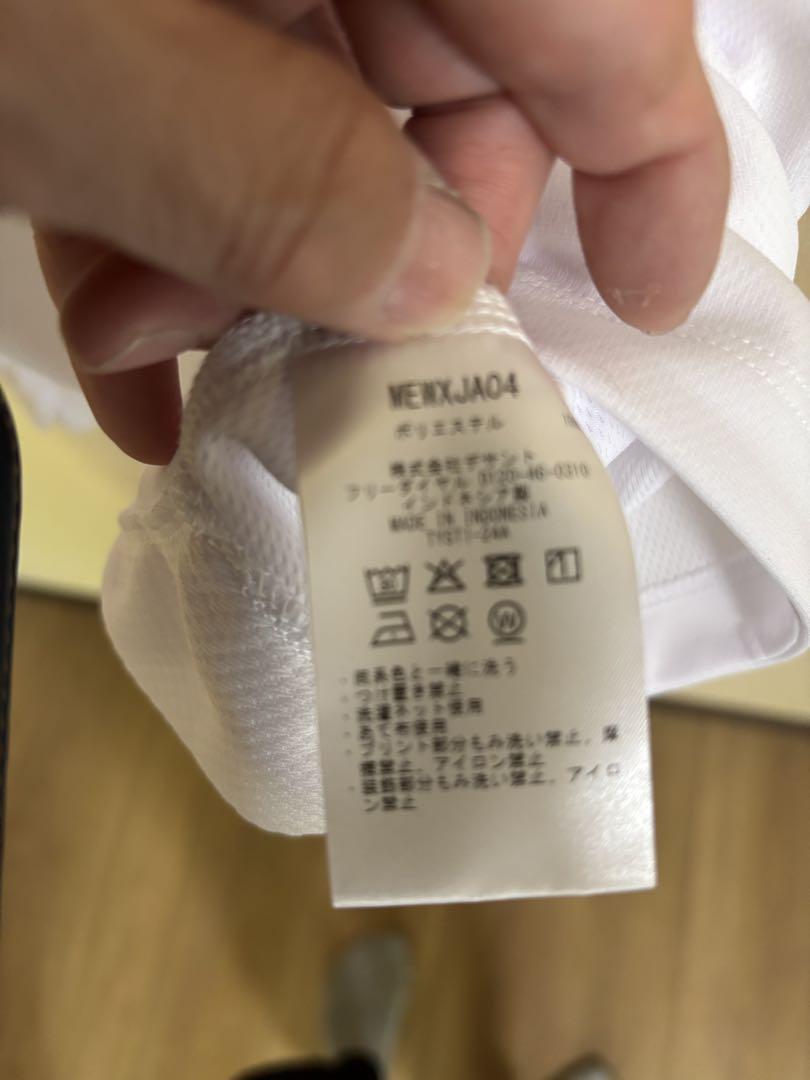 WEWXJA04
ポリエステル
株式会社デサント
フリーダイヤル 0120-46-0310
インドネシア製
MADE IN INDONESIA
W
・同系色と一緒に洗う
・つけ置き禁止
・洗濯ネット使用
・あて布使用
・プリント部分もみ洗い禁止、摩
擦禁止、アイロン禁止
・装飾部分もみ洗い禁止、アイロ
ン禁止